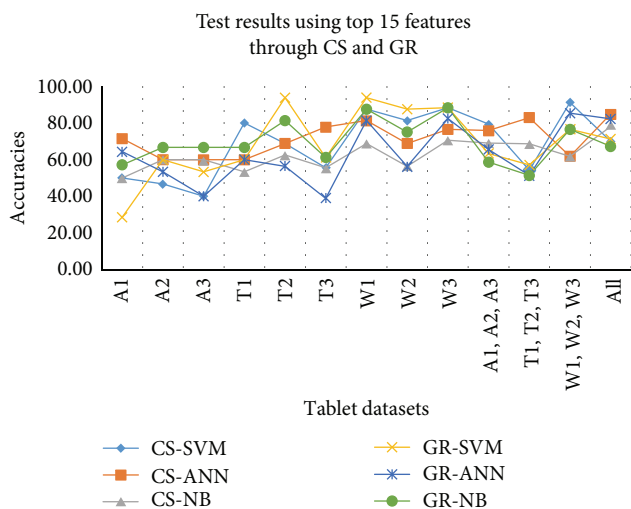 Test results using top 15 features
through CS and GR
100.00
80.00
60.00
40.00
20.00
0.00
Accuracies
A1
A2
A3
T1
T2
T3
W1
W2
W3
A1, A2, A3
T1, T2, T3
W1, W2, W3
All
Tablet datasets
CS-SVM
CS-ANN
CS-NB
GR-SVM
GR-ANN
GR-NB